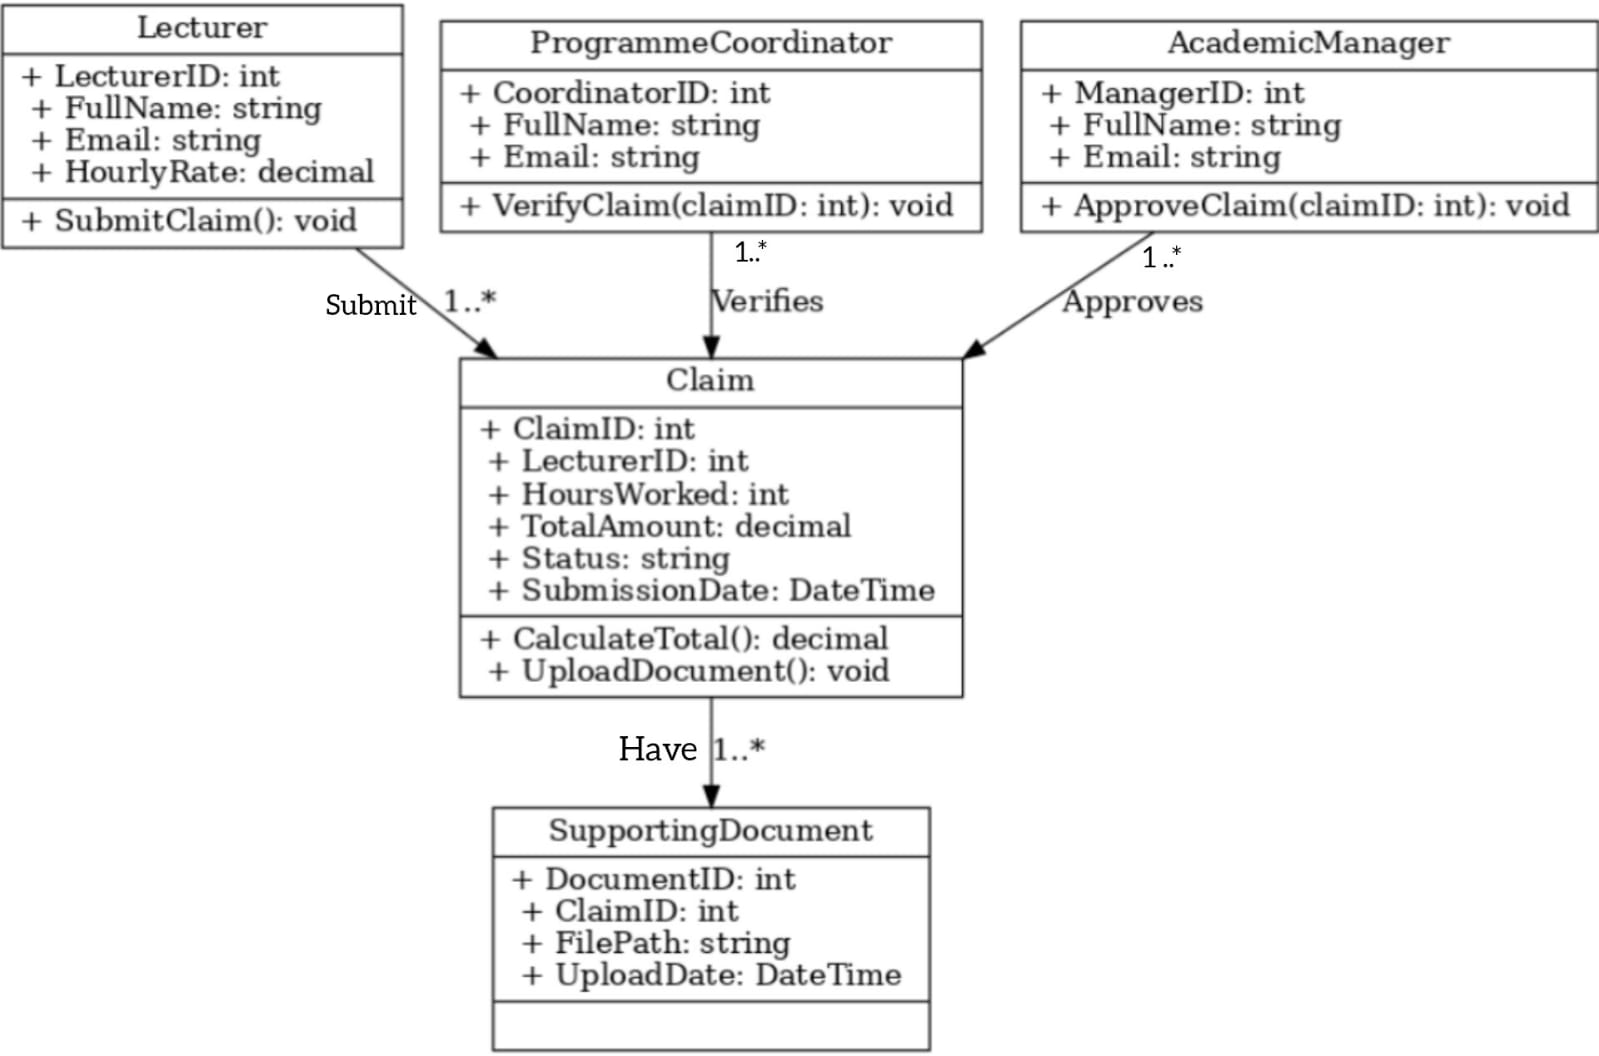 Lecturer
+ LecturerID: int
+ FullName: string
+ Email: string
+ HourlyRate: decimal
+ SubmitClaim(): void
ProgrammeCoordinator
+ CoordinatorID: int
+ FullName: string
+ Email: string
+ VerifyClaim(claimID: int): void
AcademicManager
+ ManagerID: int
+ FullName: string
+ Email: string
+ ApproveClaim(claimID: int): void
Submit 1..*
1..*
Verifies
1..*
Approves
Claim
+ ClaimID: int
+ LecturerID: int
+ HoursWorked: int
+ TotalAmount: decimal
+ Status: string
+ SubmissionDate: DateTime
+ CalculateTotal(): decimal
+ UploadDocument(): void
Have 1..*
SupportingDocument
+ DocumentID: int
+ ClaimID: int
+ FilePath: string
+ UploadDate: DateTime